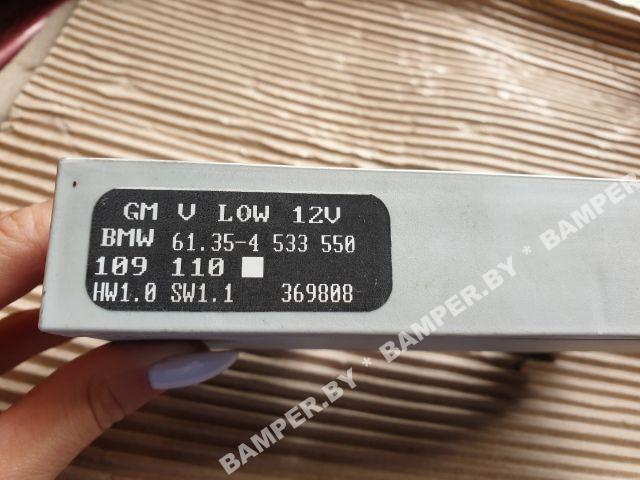 GM V LOW 12V
BMW 61.35-4 533 550
109 110
HW1.0 SW1.1 369808
BAMPER.BY * BAMPER.BY * BAMPER